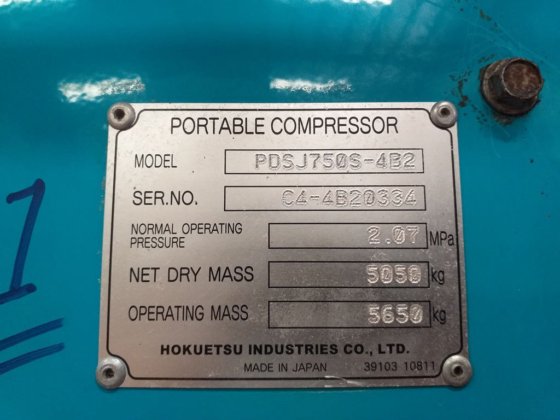 PORTABLE COMPRESSOR
MODEL PDSJ750S-4B2
SER.NO. C4-4B20334
NORMAL OPERATING
PRESSURE 2.07 MPa
NET DRY MASS 5050 kg
OPERATING MASS 5650 kg
HOKUETSU INDUSTRIES CO., LTD.
MADE IN JAPAN 39103 10811
1